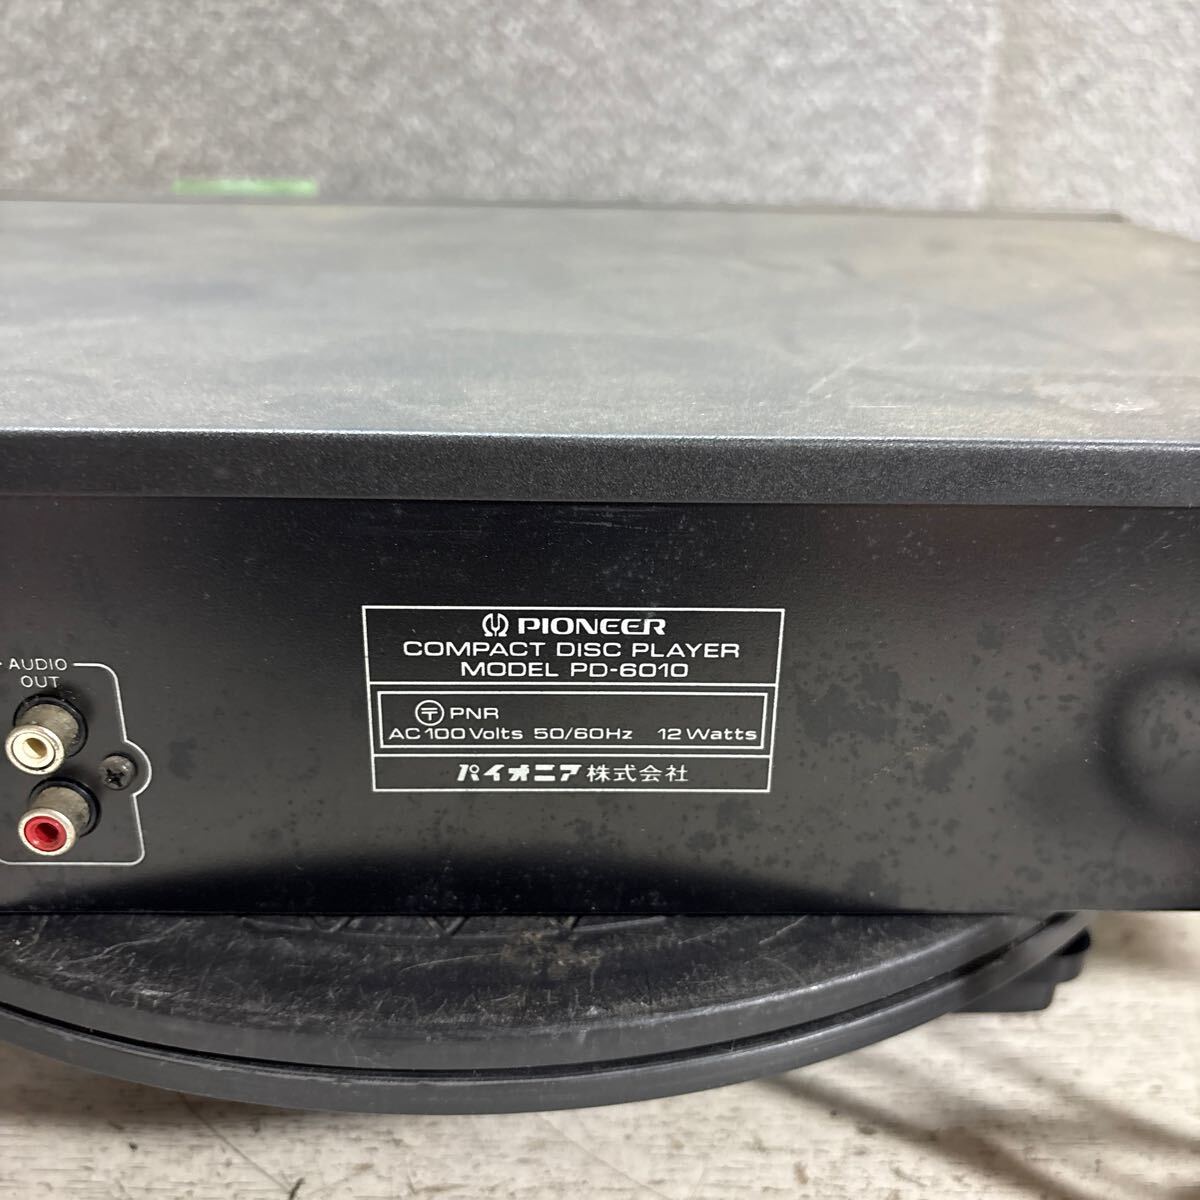 AUDIO
OUT
PIONEER
COMPACT DISC PLAYER
MODEL PD-6010
〒 PNR
AC 100 Volts 50/60Hz 12 Watts
パイオニア株式会社